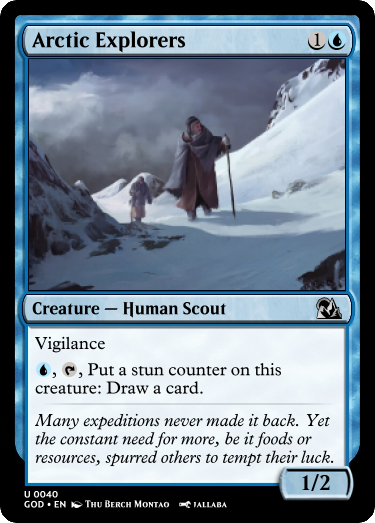 Arctic Explorers 1
Creature — Human Scout
Vigilance
, , Put a stun counter on this
creature: Draw a card.
Many expeditions never made it back. Yet
the constant need for more, be it foods or
resources, spurred others to tempt their luck.
1/2
U 0040
GOD • EN Thu Berch Montao jallaba